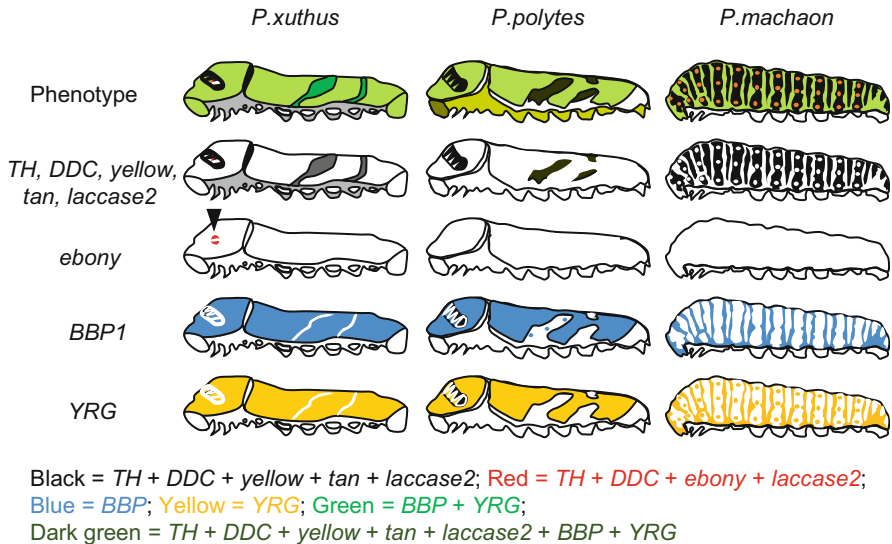 P.xuthus P.polytes P.machaon
Phenotype
TH, DDC, yellow,
tan, laccase2
ebony
BBP1
YRG
Black = TH + DDC + yellow + tan + laccase2; Red = TH + DDC + ebony + laccase2;
Blue = BBP; Yellow = YRG; Green = BBP + YRG;
Dark green = TH + DDC + yellow + tan + laccase2 + BBP + YRG